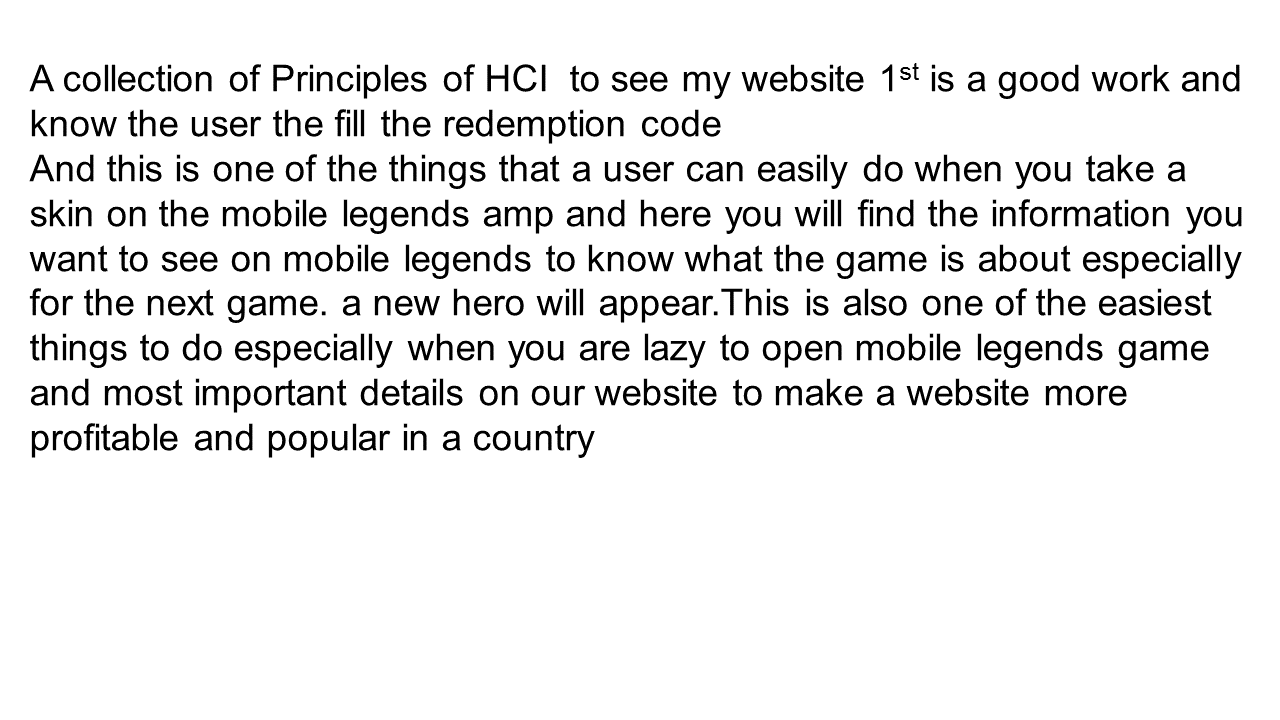 A collection of Principles of HCI  to see my website 1st is a good work and
know the user the fill the redemption code
And this is one of the things that a user can easily do when you take a
skin on the mobile legends amp and here you will find the information you
want to see on mobile legends to know what the game is about especially
for the next game. a new hero will appear.This is also one of the easiest
things to do especially when you are lazy to open mobile legends game
and most important details on our website to make a website more
profitable and popular in a country